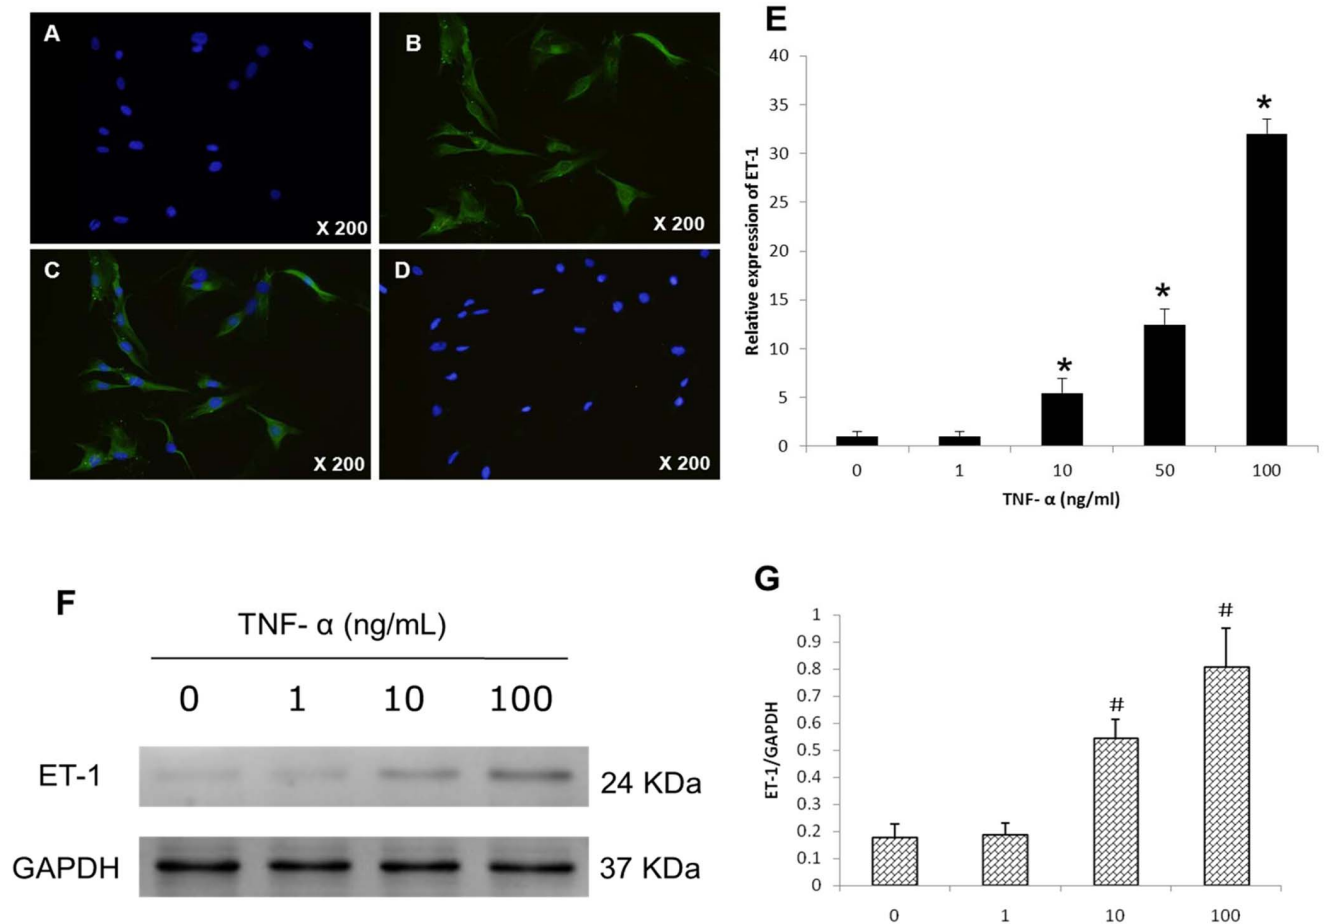 A
X 200
B
X 200
C
X 200
D
X 200
E
40
35
30
25
20
15
10
5
0
Relative expression of ET-1
*
*
*
0 1 10 50 100
TNF- α (ng/ml)
F
TNF- α (ng/mL)
0 1 10 100
ET-1 24 KDa
GAPDH 37 KDa
G
1
0.9
0.8
0.7
0.6
0.5
0.4
0.3
0.2
0.1
0
ET-1/GAPDH
#
#
0 1 10 100